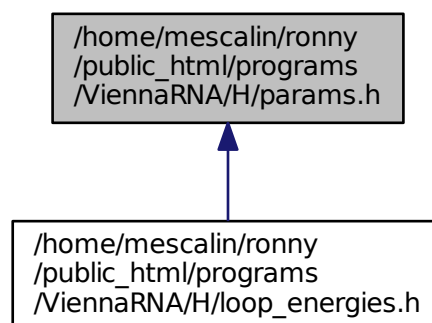 /home/mescalin/ronny
/public_html/programs
/ViennaRNA/H/params.h
/home/mescalin/ronny
/public_html/programs
/ViennaRNA/H/loop_energies.h